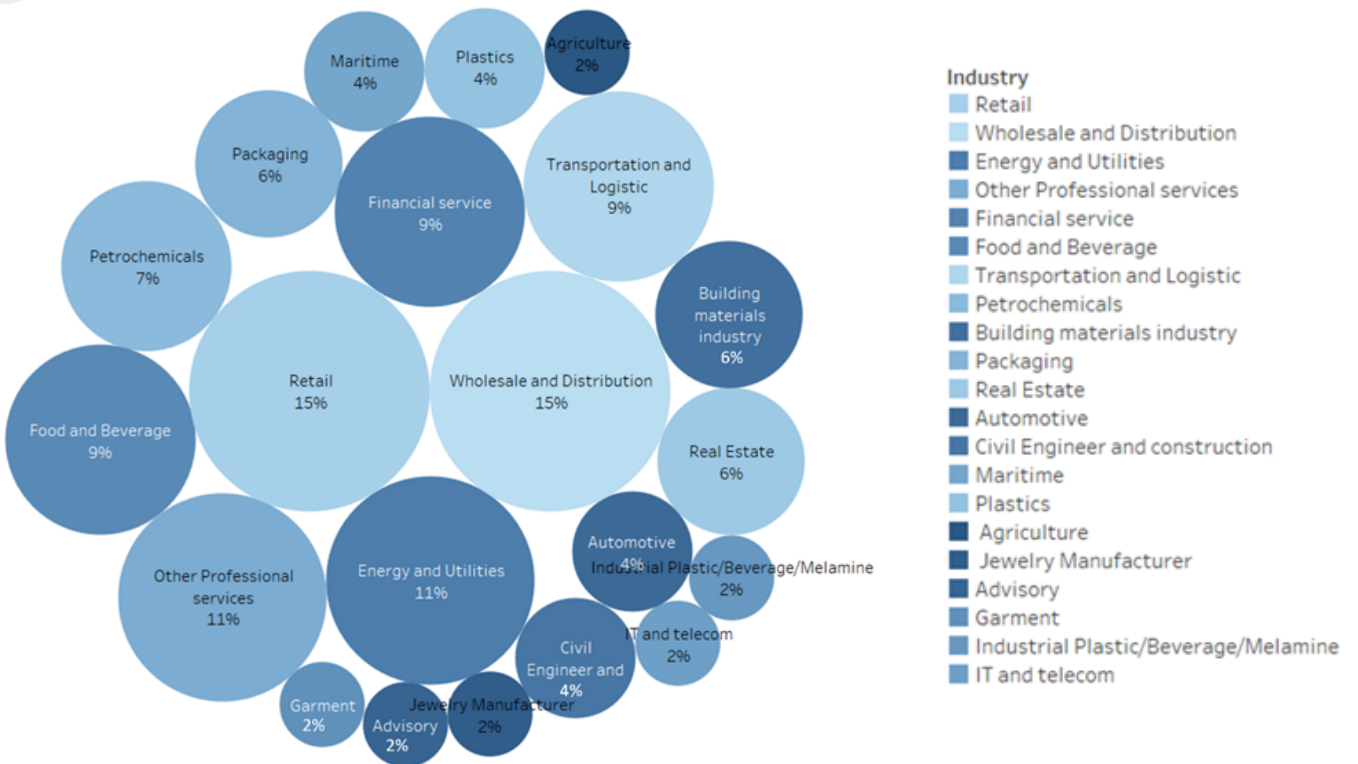 Maritime
4%
Plastics
4%
Agriculture
2%
Packaging
6%
Financial service
9%
Transportation and
Logistic
9%
Petrochemicals
7%
Building
materials
industry
6%
Retail
15%
Wholesale and Distribution
15%
Food and Beverage
9%
Real Estate
6%
Other Professional
services
11%
Energy and Utilities
11%
Automotive
4%
Industrial Plastic/Beverage/Melamine
2%
IT and telecom
2%
Civil
Engineer and
4%
Garment
2%
Advisory
2%
Jewelry Manufacturer
2%
Industry
Retail
Wholesale and Distribution
Energy and Utilities
Other Professional services
Financial service
Food and Beverage
Transportation and Logistic
Petrochemicals
Building materials industry
Packaging
Real Estate
Automotive
Civil Engineer and construction
Maritime
Plastics
Agriculture
Jewelry Manufacturer
Advisory
Garment
Industrial Plastic/Beverage/Melamine
IT and telecom